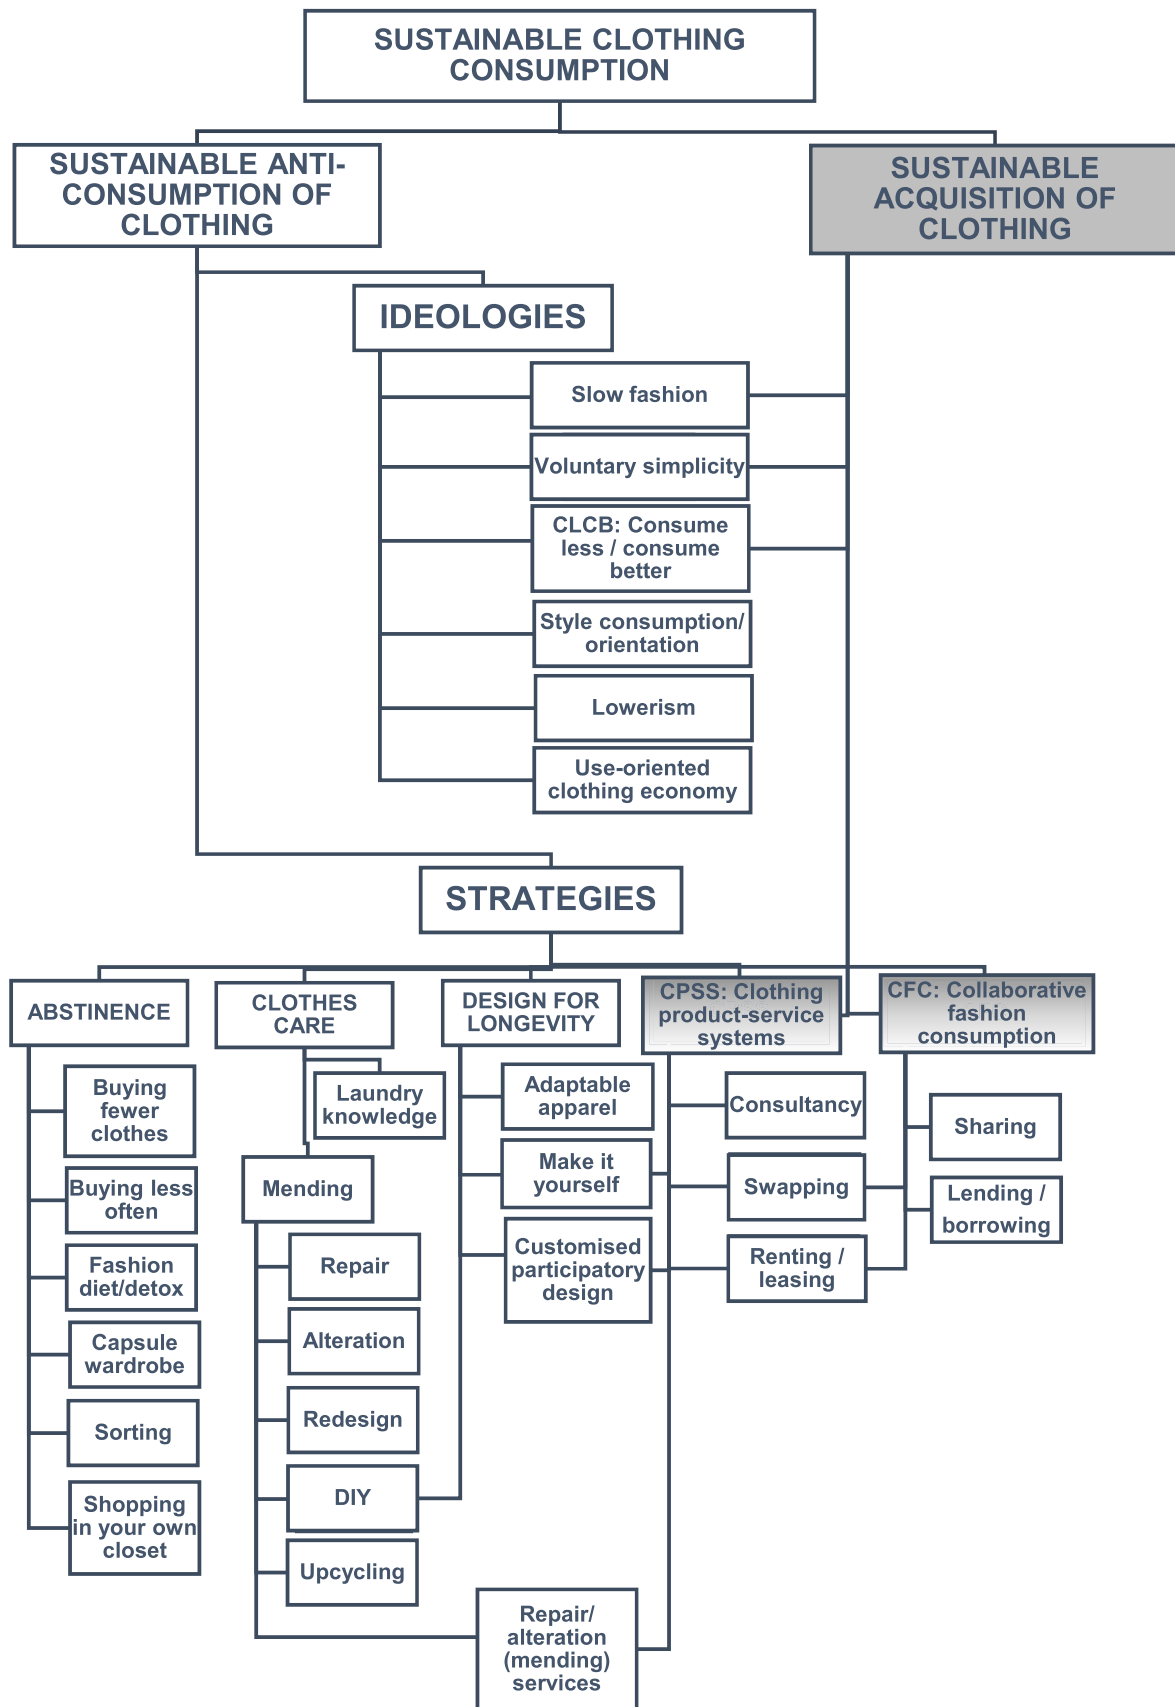 SUSTAINABLE CLOTHING
CONSUMPTION
SUSTAINABLE ANTI-
CONSUMPTION OF
CLOTHING
SUSTAINABLE
ACQUISITION OF
CLOTHING
IDEOLOGIES
Slow fashion
Voluntary simplicity
CLCB: Consume
less / consume
better
Style consumption/
orientation
Lowerism
Use-oriented
clothing economy
STRATEGIES
ABSTINENCE
Buying
fewer
clothes
Buying less
often
Fashion
diet/detox
Capsule
wardrobe
Sorting
Shopping
in your own
closet
CLOTHES
CARE
Laundry
knowledge
Mending
Repair
Alteration
Redesign
DIY
Upcycling
DESIGN FOR
LONGEVITY
Adaptable
apparel
Make it
yourself
Customised
participatory
design
CPSS: Clothing
product-service
systems
Consultancy
Swapping
Renting /
leasing
Repair/
alteration
(mending)
services
CFC: Collaborative
fashion
consumption
Sharing
Lending /
borrowing